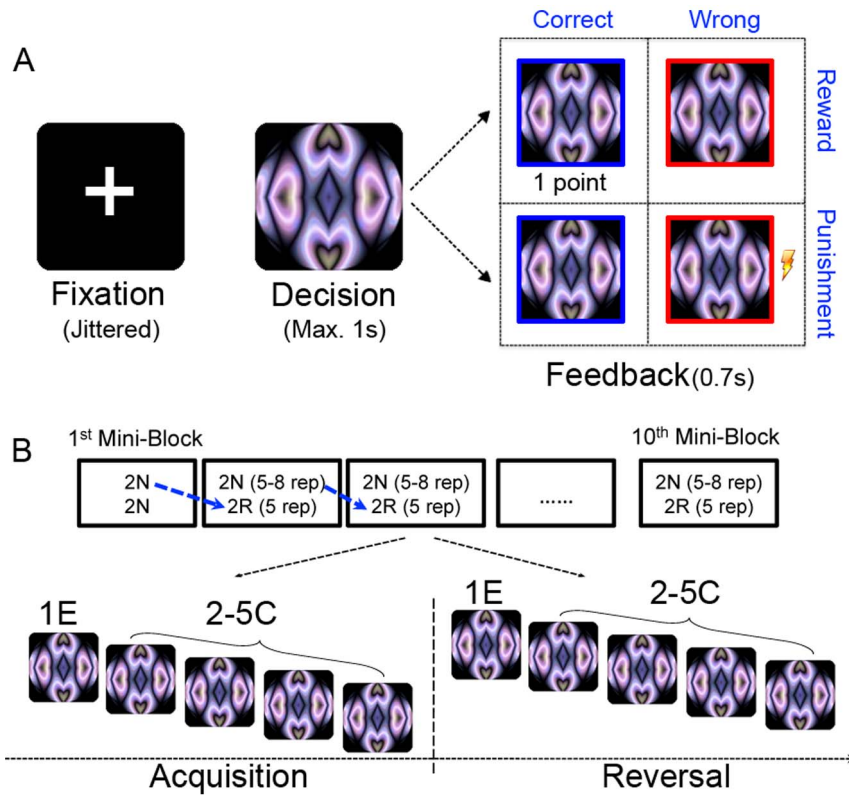 A
Correct
Wrong
Reward
1 point
Punishment
Fixation
(Jittered)
Decision
(Max. 1s)
Feedback(0.7s)
B
1st Mini-Block
10th Mini-Block
2N
2N
2N (5-8 rep)
2R (5 rep)
2N (5-8 rep)
2R (5 rep)
......
2N (5-8 rep)
2R (5 rep)
1E
2-5C
1E
2-5C
Acquisition
Reversal